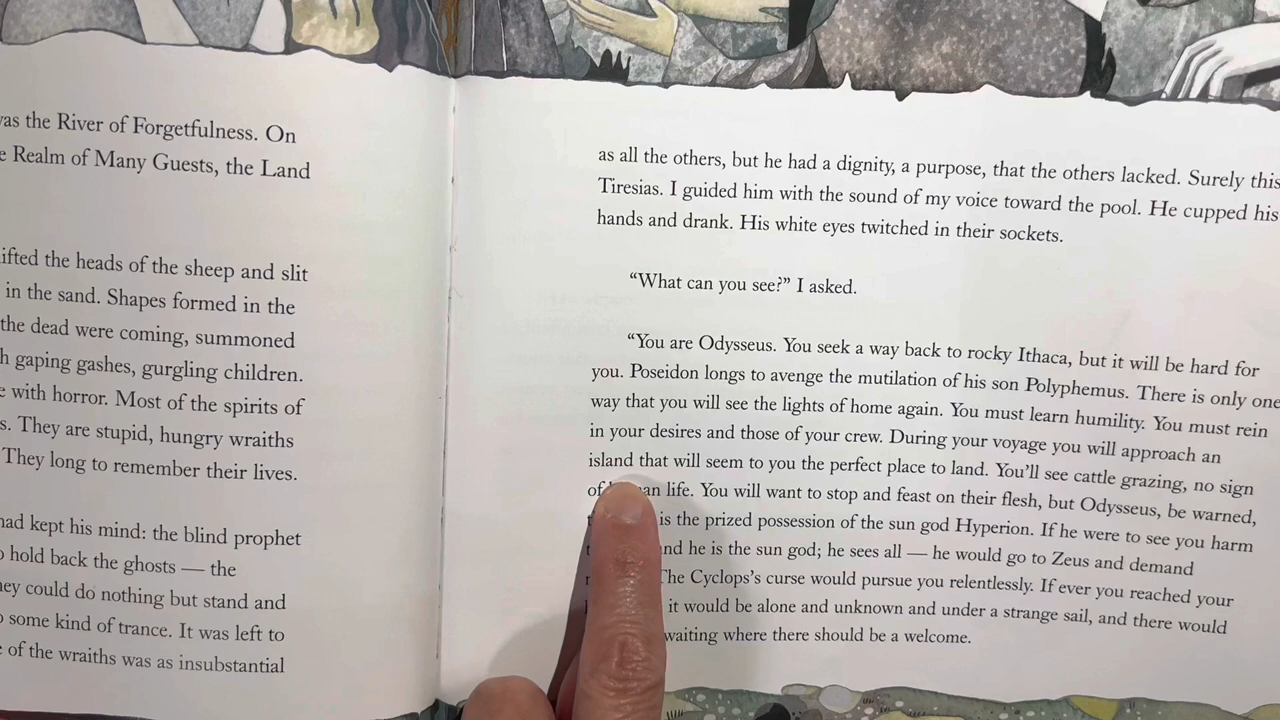 was the River of Forgetfulness. On
Realm of Many Guests, the Land
lifted the heads of the sheep and slit
in the sand. Shapes formed in the
the dead were coming, summoned
gaping gashes, gurgling children.
with horror. Most of the spirits of
They are stupid, hungry wraiths
They long to remember their lives.
had kept his mind: the blind prophet
hold back the ghosts — the
they could do nothing but stand and
some kind of trance. It was left to
of the wraiths was as insubstantial
as all the others, but he had a dignity, a purpose, that the others lacked. Surely this
Tiresias. I guided him with the sound of my voice toward the pool. He cupped his
hands and drank. His white eyes twitched in their sockets.
“What can you see?” I asked.
“You are Odysseus. You seek a way back to rocky Ithaca, but it will be hard for
you. Poseidon longs to avenge the mutilation of his son Polyphemus. There is only one
way that you will see the lights of home again. You must learn humility. You must rein
in your desires and those of your crew. During your voyage you will approach an
island that will seem to you the perfect place to land. You’ll see cattle grazing, no sign
of life. You will want to stop and feast on their flesh, but Odysseus, be warned,
is the prized possession of the sun god Hyperion. If he were to see you harm
and he is the sun god; he sees all — he would go to Zeus and demand
The Cyclops’s curse would pursue you relentlessly. If ever you reached your
it would be alone and unknown and under a strange sail, and there would
waiting where there should be a welcome.